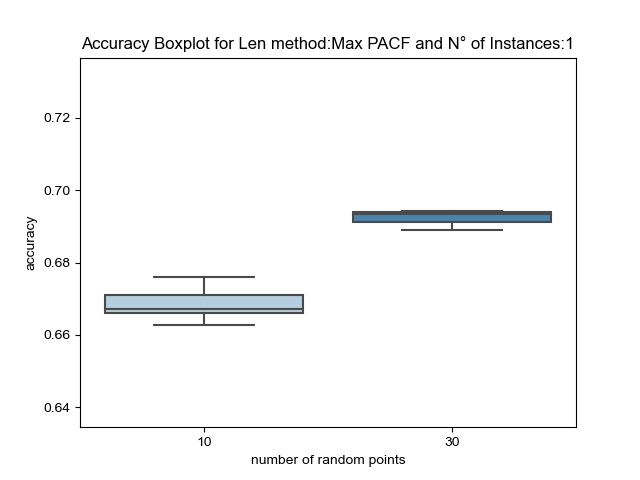 Accuracy Boxplot for Len method:Max PACF and N° of Instances:1
0.72
0.70
0.68
0.66
0.64
accuracy
10
30
number of random points